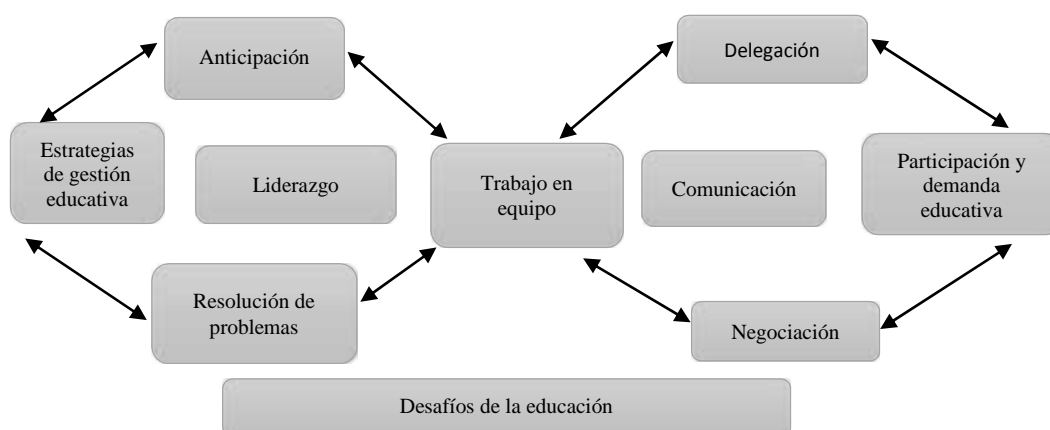 Anticipación
Delegación
Estrategias
de gestión
educativa
Liderazgo
Trabajo en
equipo
Comunicación
Participación y
demanda
educativa
Resolución de
problemas
Negociación
Desafíos de la educación